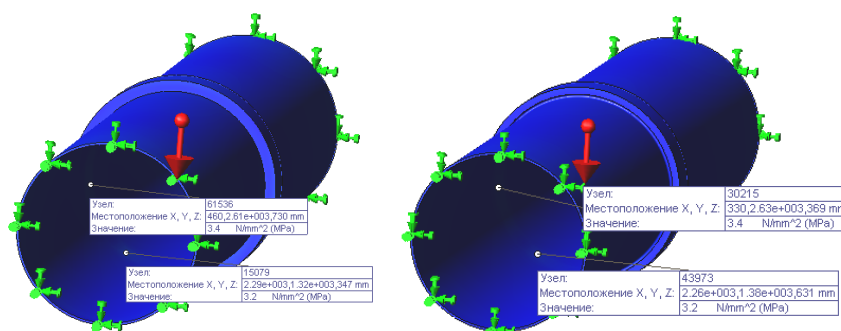 Узел: 61536
Местоположение X, Y, Z: 460,2.61e+003,730 mm
Значение: 3.4 N/mm^2 (MPa)
Узел: 15079
Местоположение X, Y, Z: 2.29e+003,1.32e+003,347 mm
Значение: 3.2 N/mm^2 (MPa)
Узел: 30215
Местоположение X, Y, Z: 330,2.63e+003,369 mm
Значение: 3.4 N/mm^2 (MPa)
Узел: 43973
Местоположение X, Y, Z: 2.26e+003,1.38e+003,631 mm
Значение: 3.2 N/mm^2 (MPa)